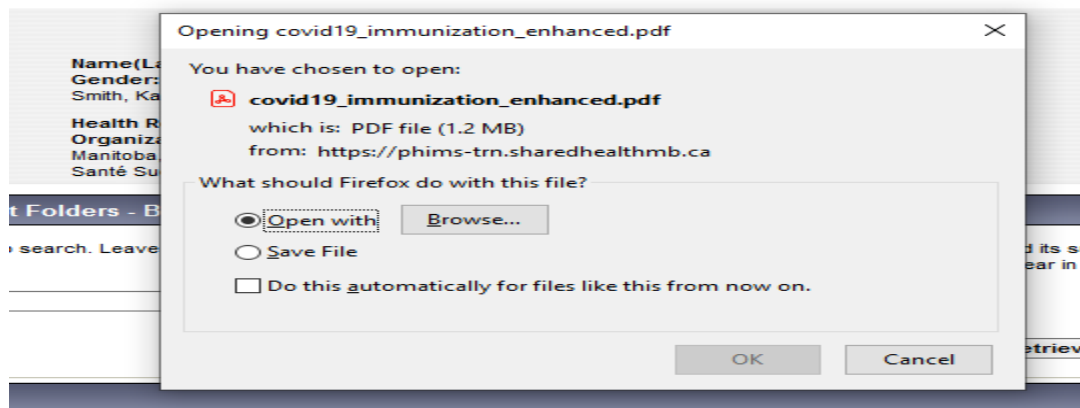 Opening covid19_immunization_enhanced.pdf
You have chosen to open:
covid19_immunization_enhanced.pdf
which is: PDF file (1.2 MB)
from: https://phims-trn.sharedhealthmb.ca
What should Firefox do with this file?
Open with Browse...
Save File
Do this automatically for files like this from now on.
OK Cancel
Name(La
Gender:
Smith, Ka
Health R
Organiza
Manitoba,
Santé Su
t Folders - B
search. Leave
d its s
ear in
etriev